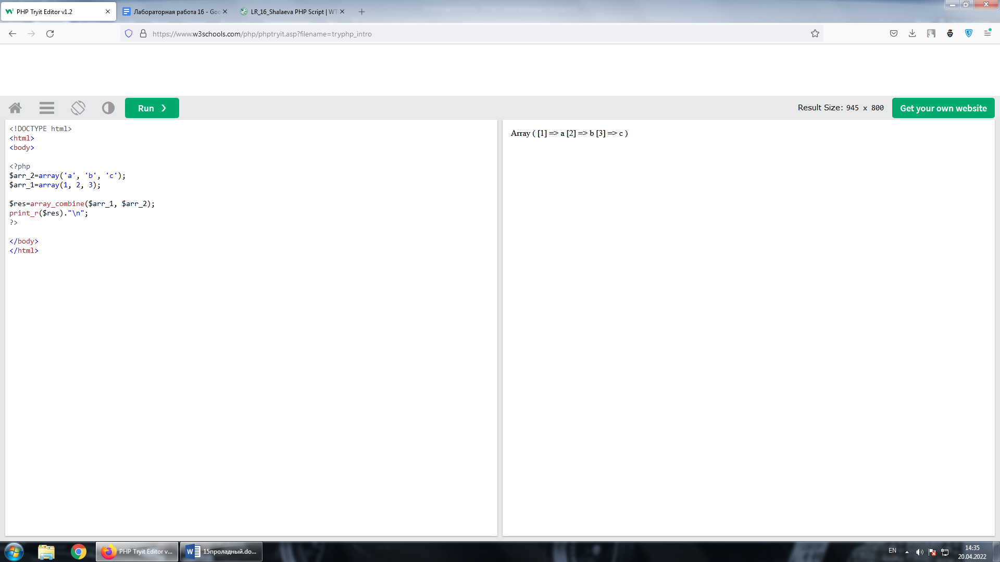 PHP Tryit Editor v1.2
Лабораторная работа 16 - Goo
LR_16_Shalaeva PHP Script | WT
https://www.w3schools.com/php/phptryit.asp?filename=tryphp_intro
Run ❯
Result Size: 945 x 800
Get your own website
<!DOCTYPE html>
<html>
<body>
<?php
$arr_2=array('a', 'b', 'c');
$arr_1=array(1, 2, 3);
$res=array_combine($arr_1, $arr_2);
print_r($res)."\n";
?>
</body>
</html>
Array ( [1] => a [2] => b [3] => c )
PHP Tryit Editor v...
15проладный.do...
EN
14:35
20.04.2022